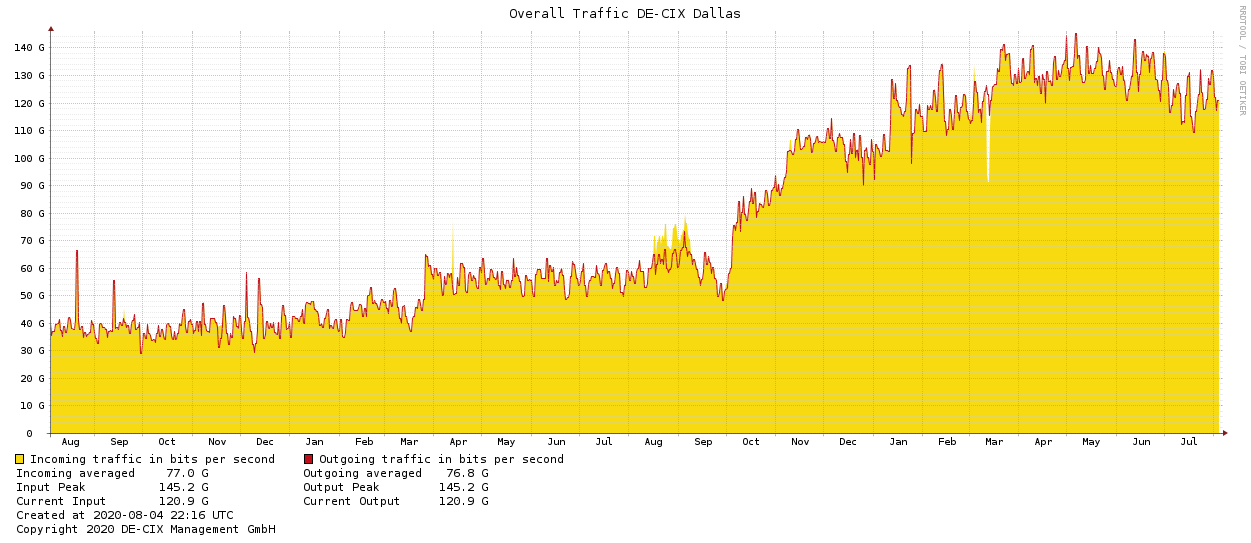 Overall Traffic DE-CIX Dallas
RRDTOOL / TOBI OETIKER
140 G
130 G
120 G
110 G
100 G
90 G
80 G
70 G
60 G
50 G
40 G
30 G
20 G
10 G
0
Aug Sep Oct Nov Dec Jan Feb Mar Apr May Jun Jul Aug Sep Oct Nov Dec Jan Feb Mar Apr May Jun Jul
Incoming traffic in bits per second Outgoing traffic in bits per second
Incoming averaged 77.0 G Outgoing averaged 76.8 G
Input Peak 145.2 G Output Peak 145.2 G
Current Input 120.9 G Current Output 120.9 G
Created at 2020-08-04 22:16 UTC
Copyright 2020 DE-CIX Management GmbH